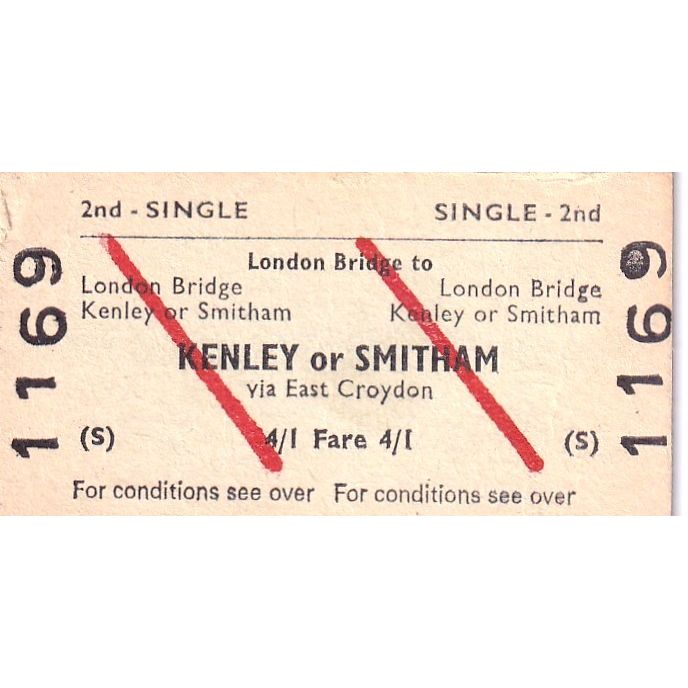 2nd - SINGLE SINGLE - 2nd
London Bridge to
London Bridge London Bridge
Kenley or Smitham Kenley or Smitham
KENLEY or SMITHAM
via East Croydon
(S) 4/1 Fare 4/1 (S)
For conditions see over For conditions see over
1169
1169